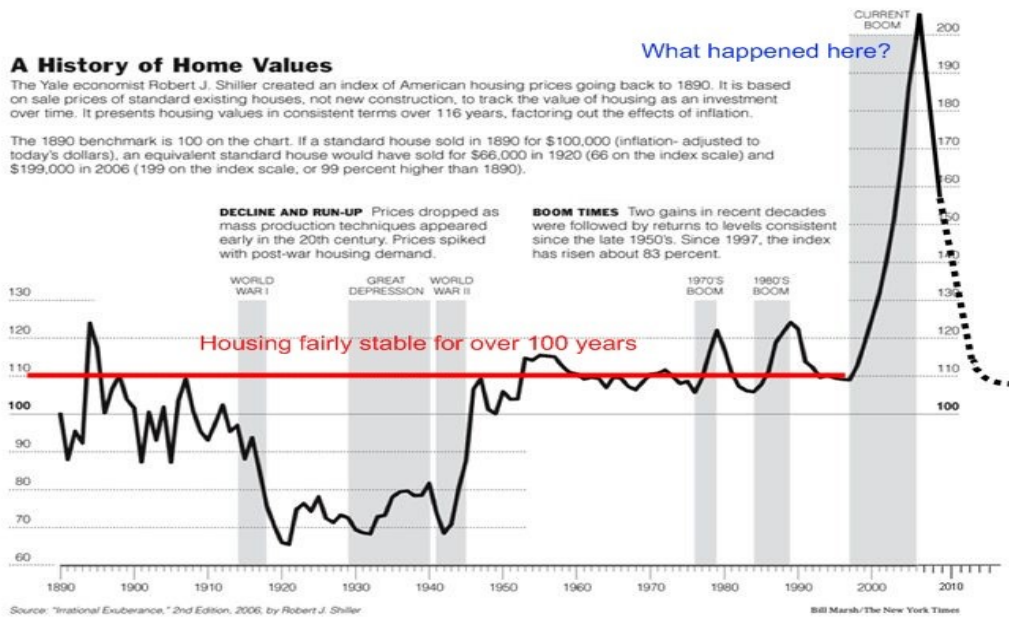 CURRENT
BOOM
What happened here?
A History of Home Values
The Yale economist Robert J. Shiller created an index of American housing prices going back to 1890. It is based
on sale prices of standard existing houses, not new construction, to track the value of housing as an investment
over time. It presents housing values in consistent terms over 116 years, factoring out the effects of inflation.
The 1890 benchmark is 100 on the chart. If a standard house sold in 1890 for $100,000 (inflation- adjusted to
today's dollars), an equivalent standard house would have sold for $66,000 in 1920 (66 on the index scale) and
$199,000 in 2006 (199 on the index scale, or 99 percent higher than 1890).
DECLINE AND RUN-UP Prices dropped as
mass production techniques appeared
early in the 20th century. Prices spiked
with post-war housing demand.
BOOM TIMES Two gains in recent decades
were followed by returns to levels consistent
since the late 1950's. Since 1997, the index
has risen about 83 percent.
WORLD
WAR I
GREAT
DEPRESSION
WORLD
WAR II
1970'S
BOOM
1980'S
BOOM
Housing fairly stable for over 100 years
130
120
110
100
90
80
70
60
200
190
180
170
160
150
140
130
120
110
100
1890 1900 1910 1920 1930 1940 1950 1960 1970 1980 1990 2000 2010
Source: "Irrational Exuberance," 2nd Edition, 2006, by Robert J. Shiller
Bill Marsh/The New York Times